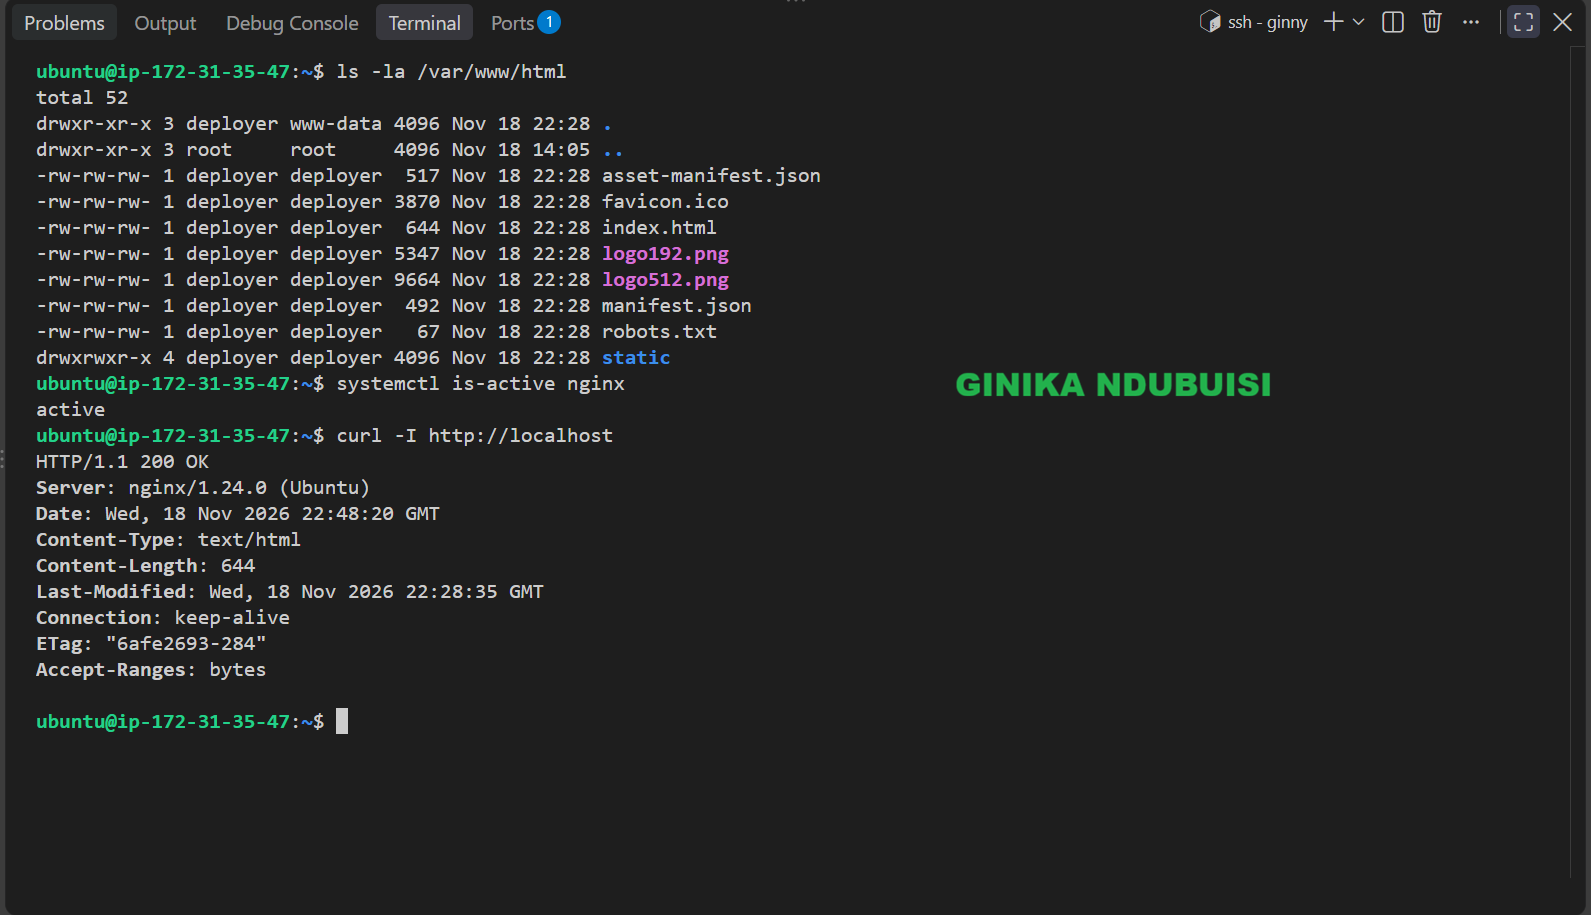 Problems Output Debug Console Terminal Ports 1 ssh - ginny
ubuntu@ip-172-31-35-47:~$ ls -la /var/www/html
total 52
drwxr-xr-x 3 deployer www-data 4096 Nov 18 22:28 .
drwxr-xr-x 3 root     root     4096 Nov 18 14:05 ..
-rw-rw-rw- 1 deployer deployer  517 Nov 18 22:28 asset-manifest.json
-rw-rw-rw- 1 deployer deployer 3870 Nov 18 22:28 favicon.ico
-rw-rw-rw- 1 deployer deployer  644 Nov 18 22:28 index.html
-rw-rw-rw- 1 deployer deployer 5347 Nov 18 22:28 logo192.png
-rw-rw-rw- 1 deployer deployer 9664 Nov 18 22:28 logo512.png
-rw-rw-rw- 1 deployer deployer  492 Nov 18 22:28 manifest.json
-rw-rw-rw- 1 deployer deployer   67 Nov 18 22:28 robots.txt
drwxrwxr-x 4 deployer deployer 4096 Nov 18 22:28 static
ubuntu@ip-172-31-35-47:~$ systemctl is-active nginx
GINIKA NDUBUISI
active
ubuntu@ip-172-31-35-47:~$ curl -I http://localhost
HTTP/1.1 200 OK
Server: nginx/1.24.0 (Ubuntu)
Date: Wed, 18 Nov 2026 22:48:20 GMT
Content-Type: text/html
Content-Length: 644
Last-Modified: Wed, 18 Nov 2026 22:28:35 GMT
Connection: keep-alive
ETag: "6afe2693-284"
Accept-Ranges: bytes
ubuntu@ip-172-31-35-47:~$